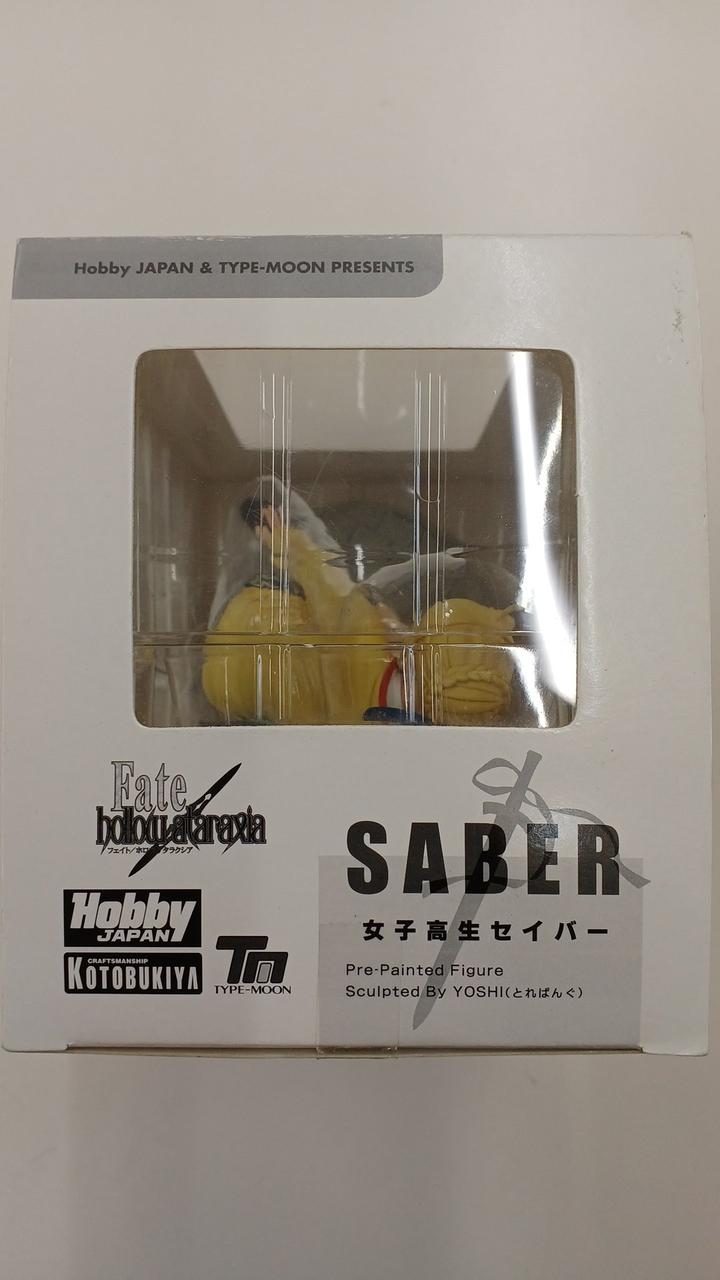 Hobby JAPAN & TYPE-MOON PRESENTS
Fate
hollow ataraxia
フェイト/ホロウアタラクシア
Hobby
JAPAN
CRAFTSMANSHIP
KOTOBUKIYA
TM
TYPE-MOON
SABER
女子高生セイバー
Pre-Painted Figure
Sculpted By YOSHI(とれぱんぐ)